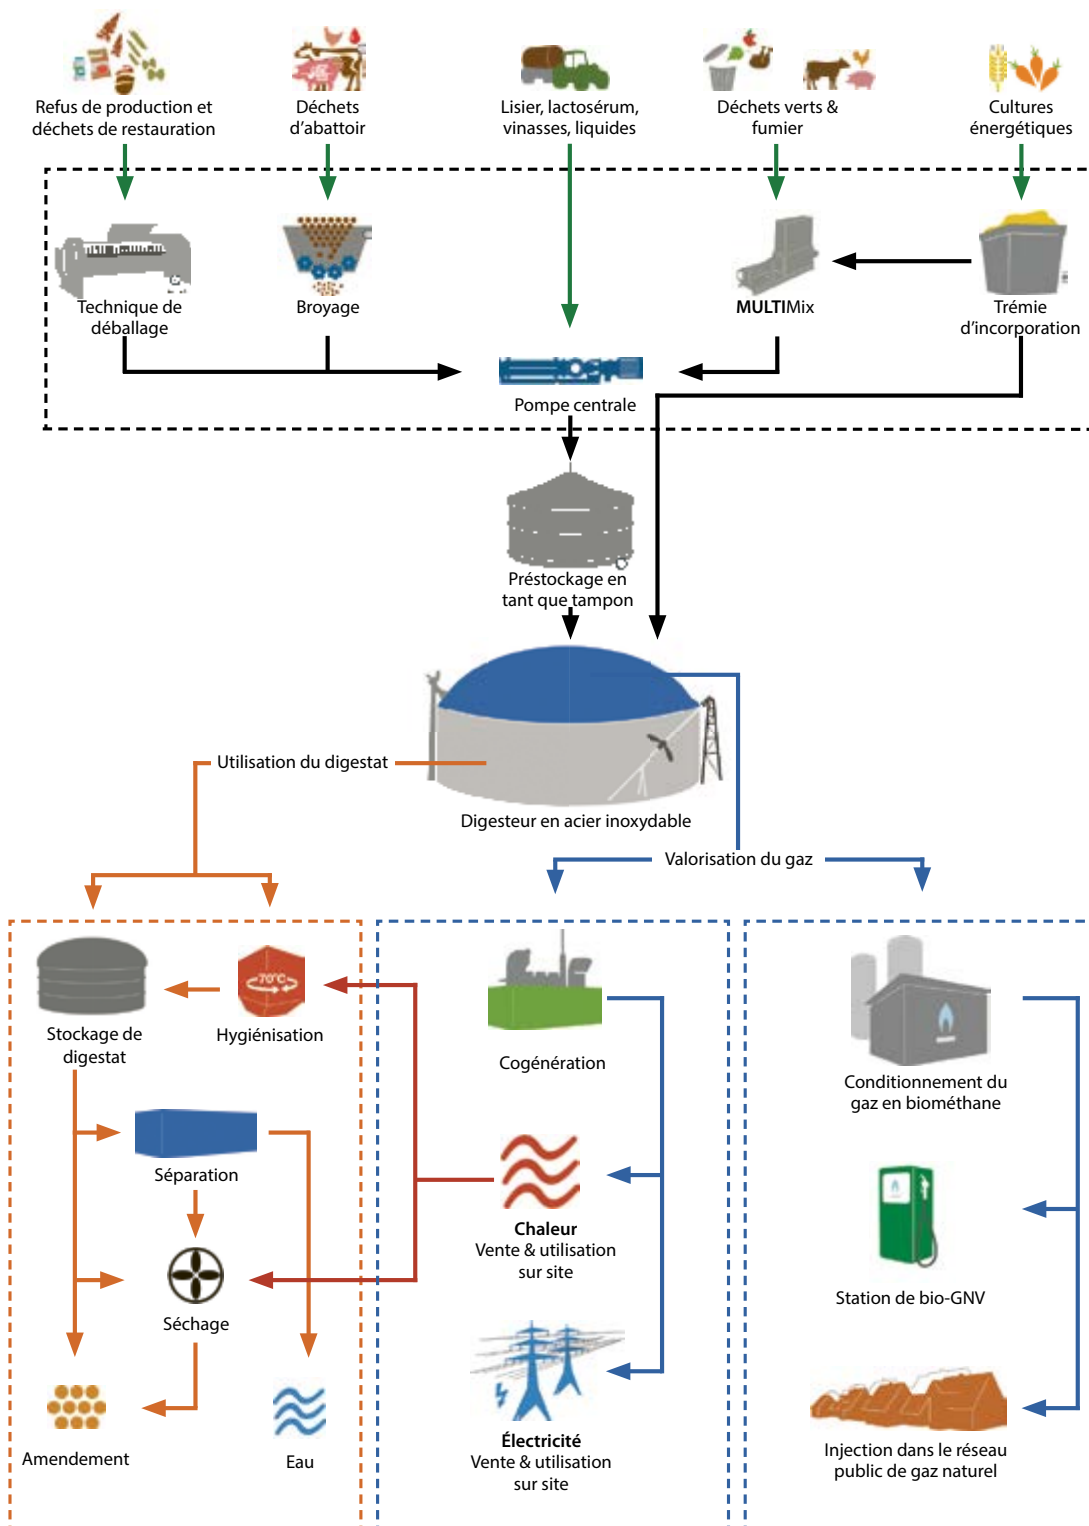 Refus de production et
déchets de restauration
Déchets
d’abattoir
Lisier, lactosérum,
vinasses, liquides
Déchets verts &
fumier
Cultures
énergétiques
Technique de
déballage
Broyage
MULTIMix
Trémie
d’incorporation
Pompe centrale
Préstockage en
tant que tampon
Utilisation du digestat
Digesteur en acier inoxydable
Valorisation du gaz
70°C
Stockage de
digestat
Hygiénisation
Cogénération
Conditionnement du
gaz en biométhane
Séparation
Chaleur
Vente & utilisation
sur site
Station de bio-GNV
Séchage
Amendement
Eau
Électricité
Vente & utilisation
sur site
Injection dans le réseau
public de gaz naturel